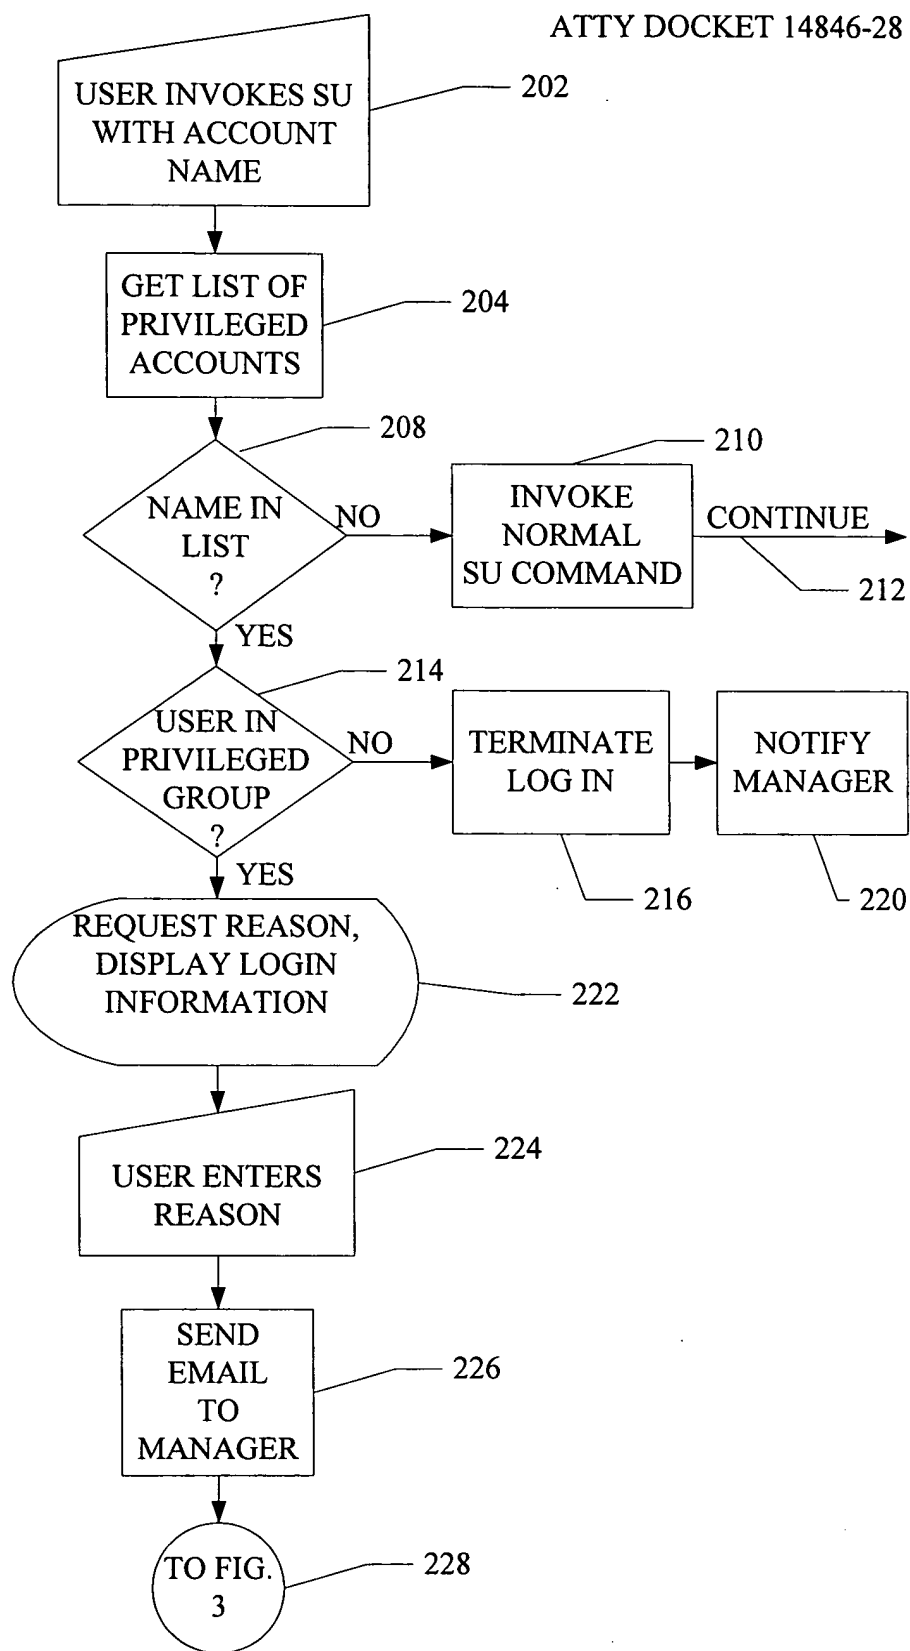 ATTY DOCKET 14846-28
USER INVOKES SU
WITH ACCOUNT
NAME
202
GET LIST OF
PRIVILEGED
ACCOUNTS
204
208
NAME IN
LIST
?
NO
210
INVOKE
NORMAL
SU COMMAND
CONTINUE
212
YES
214
USER IN
PRIVILEGED
GROUP
?
NO
TERMINATE
LOG IN
216
NOTIFY
MANAGER
220
YES
REQUEST REASON,
DISPLAY LOGIN
INFORMATION
222
USER ENTERS
REASON
224
SEND
EMAIL
TO
MANAGER
226
TO FIG.
3
228